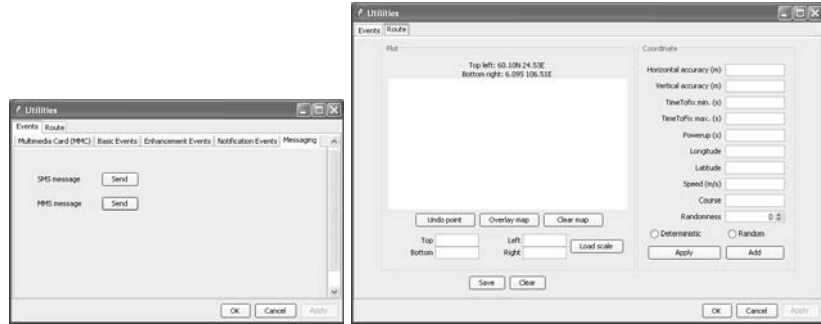 Utilities
Events Route
Multimedia Card (MMC) Basic Events Enhancement Events Notification Events Messaging
SMS message Send
MMS message Send
OK Cancel Apply
Utilities
Events Route
Plot
Top left: 60.10N 24.53E
Bottom right: 6.09S 106.51E
Undo point Overlay map Clear map
Top Left
Bottom Right
Load scale
Save Clear
Coordinate
Horizontal accuracy (m)
Vertical accuracy (m)
TimeTofix min. (s)
TimeTofix max. (s)
Powerup (s)
Longitude
Latitude
Speed (m/s)
Course
Randomness 0
Deterministic Random
Apply Add
OK Cancel Apply